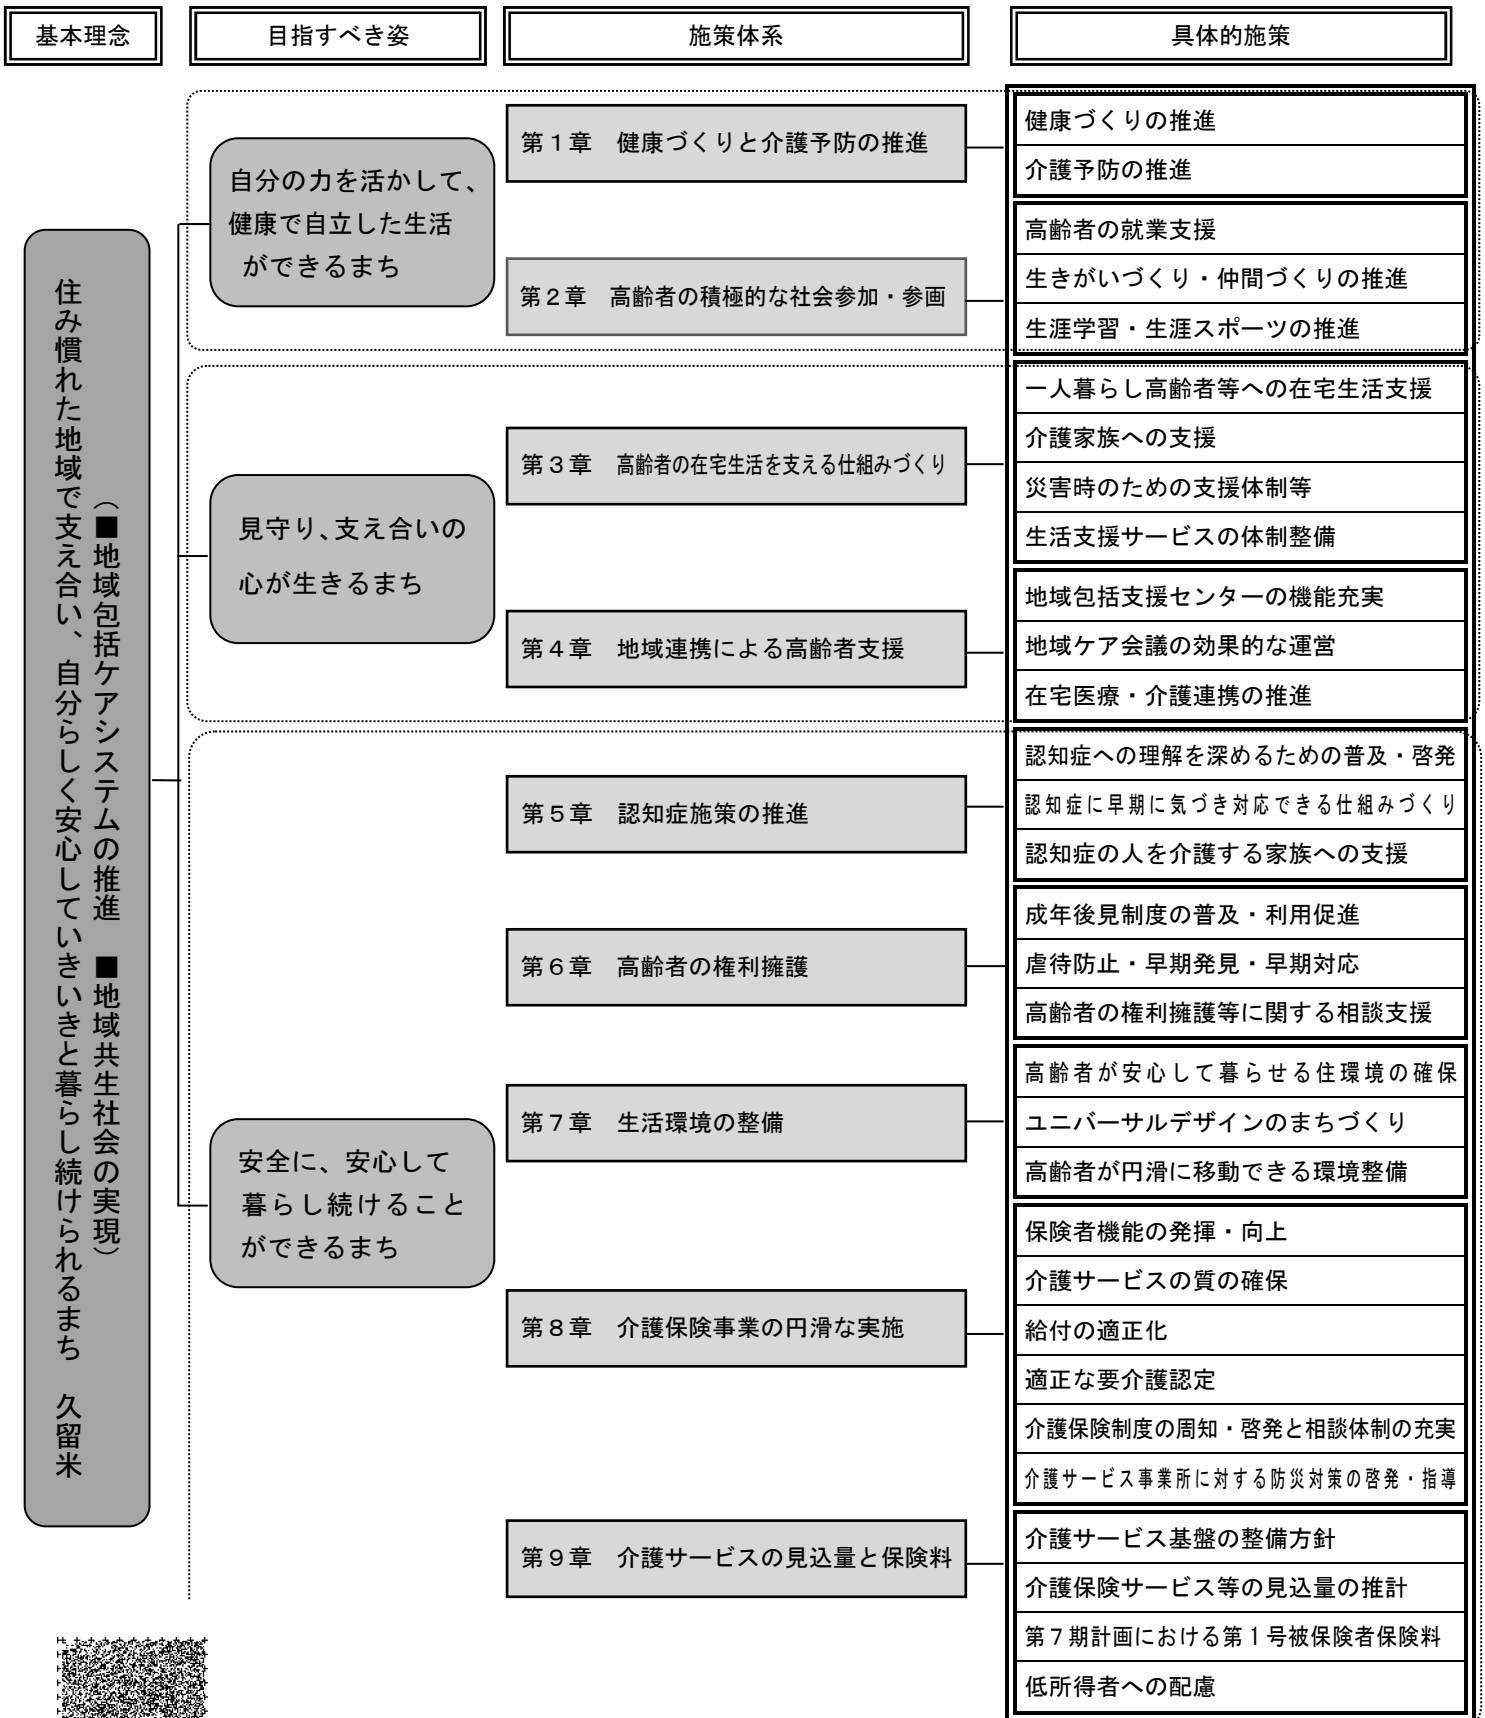 基本理念
目指すべき姿
施策体系
具体的施策
住み慣れた地域で支え合い、自分らしく安心していきいきと暮らし続けられるまち　久留米
（■地域包括ケアシステムの推進　■地域共生社会の実現）
自分の力を活かして、
健康で自立した生活
ができるまち
第１章　健康づくりと介護予防の推進
健康づくりの推進
介護予防の推進
第２章　高齢者の積極的な社会参加・参画
高齢者の就業支援
生きがいづくり・仲間づくりの推進
生涯学習・生涯スポーツの推進
見守り、支え合いの
心が生きるまち
第３章　高齢者の在宅生活を支える仕組みづくり
一人暮らし高齢者等への在宅生活支援
介護家族への支援
災害時のための支援体制等
生活支援サービスの体制整備
第４章　地域連携による高齢者支援
地域包括支援センターの機能充実
地域ケア会議の効果的な運営
在宅医療・介護連携の推進
安全に、安心して
暮らし続けること
ができるまち
第５章　認知症施策の推進
認知症への理解を深めるための普及・啓発
認知症に早期に気づき対応できる仕組みづくり
認知症の人を介護する家族への支援
第６章　高齢者の権利擁護
成年後見制度の普及・利用促進
虐待防止・早期発見・早期対応
高齢者の権利擁護等に関する相談支援
第７章　生活環境の整備
高齢者が安心して暮らせる住環境の確保
ユニバーサルデザインのまちづくり
高齢者が円滑に移動できる環境整備
第８章　介護保険事業の円滑な実施
保険者機能の発揮・向上
介護サービスの質の確保
給付の適正化
適正な要介護認定
介護保険制度の周知・啓発と相談体制の充実
介護サービス事業所に対する防災対策の啓発・指導
第９章　介護サービスの見込量と保険料
介護サービス基盤の整備方針
介護保険サービス等の見込量の推計
第７期計画における第１号被保険者保険料
低所得者への配慮